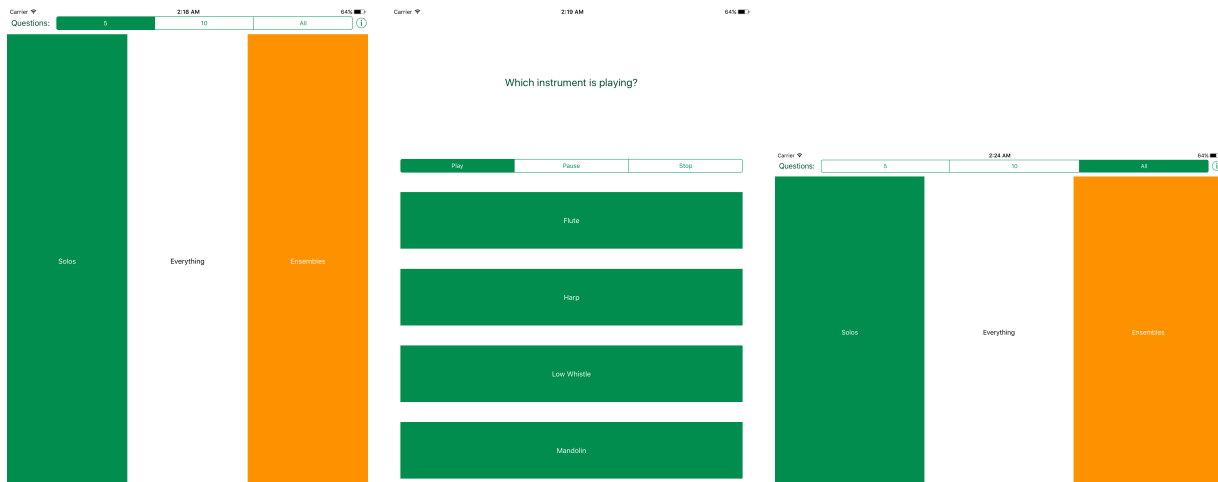 Carrier 2:18 AM 64%
Questions: 5 10 All
Solos Everything Ensembles
Carrier 2:19 AM 64%
Which instrument is playing?
Play Pause Stop
Flute
Harp
Low Whistle
Mandolin
Carrier 2:24 AM 64%
Questions: 5 10 All
Solos Everything Ensembles